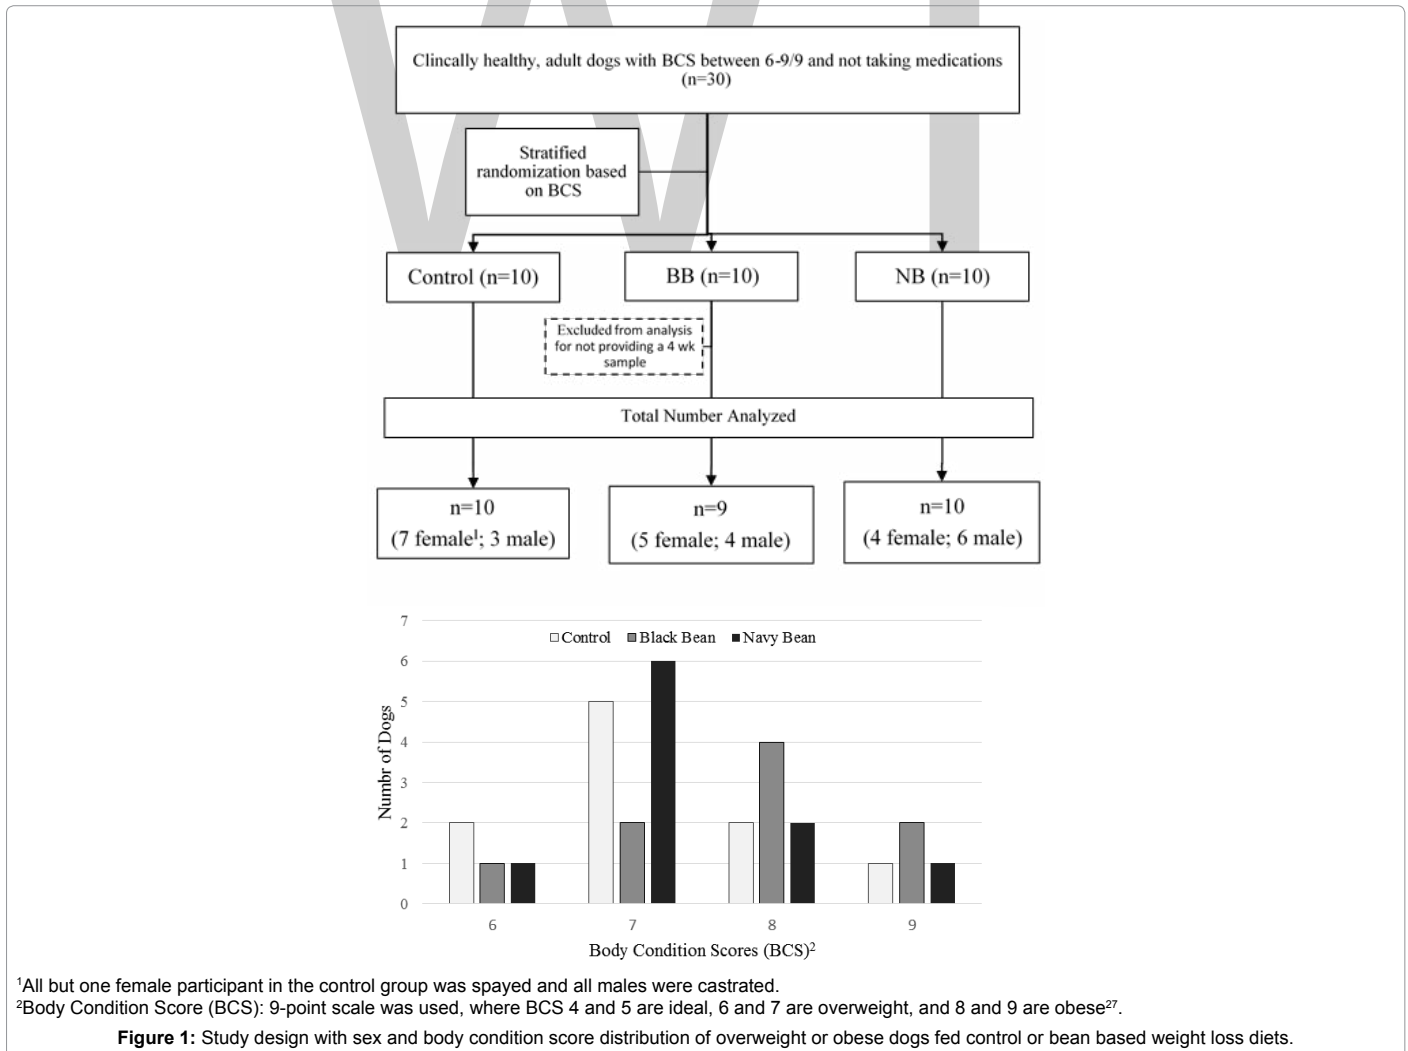 Clincally healthy, adult dogs with BCS between 6-9/9 and not taking medications
(n=30)
Stratified
randomization based
on BCS
Control (n=10)
BB (n=10)
NB (n=10)
Excluded from analysis
for not providing a 4 wk
sample
Total Number Analyzed
n=10
(7 female¹; 3 male)
n=9
(5 female; 4 male)
n=10
(4 female; 6 male)
7
6
5
4
3
2
1
0
Control Black Bean Navy Bean
Numbr of Dogs
6 7 8 9
Body Condition Scores (BCS)²
¹All but one female participant in the control group was spayed and all males were castrated.
²Body Condition Score (BCS): 9-point scale was used, where BCS 4 and 5 are ideal, 6 and 7 are overweight, and 8 and 9 are obese²⁷.
Figure 1: Study design with sex and body condition score distribution of overweight or obese dogs fed control or bean based weight loss diets.